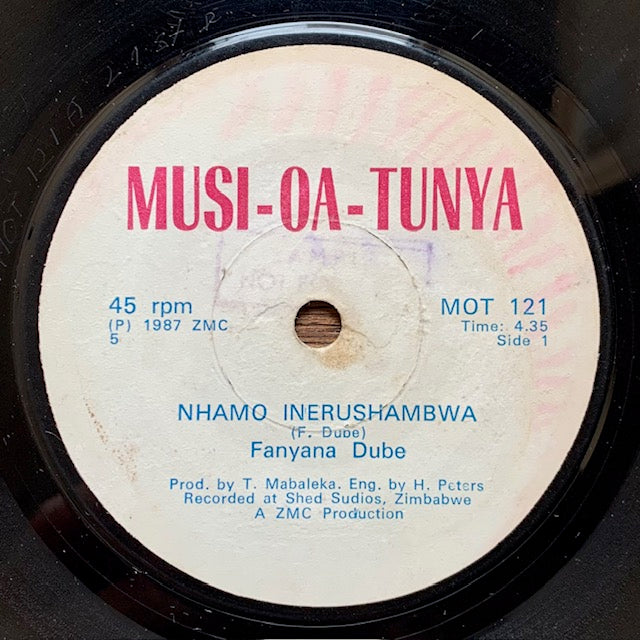 MUSI-OA-TUNYA
45 rpm
(P) 1987 ZMC
5
MOT 121
Time: 4.35
Side 1
NHAMO INERUSHAMBWA
(F. Dube)
Fanyana Dube
Prod. by T. Mabaleka. Eng. by H. Peters
Recorded at Shed Sudios, Zimbabwe
A ZMC Production